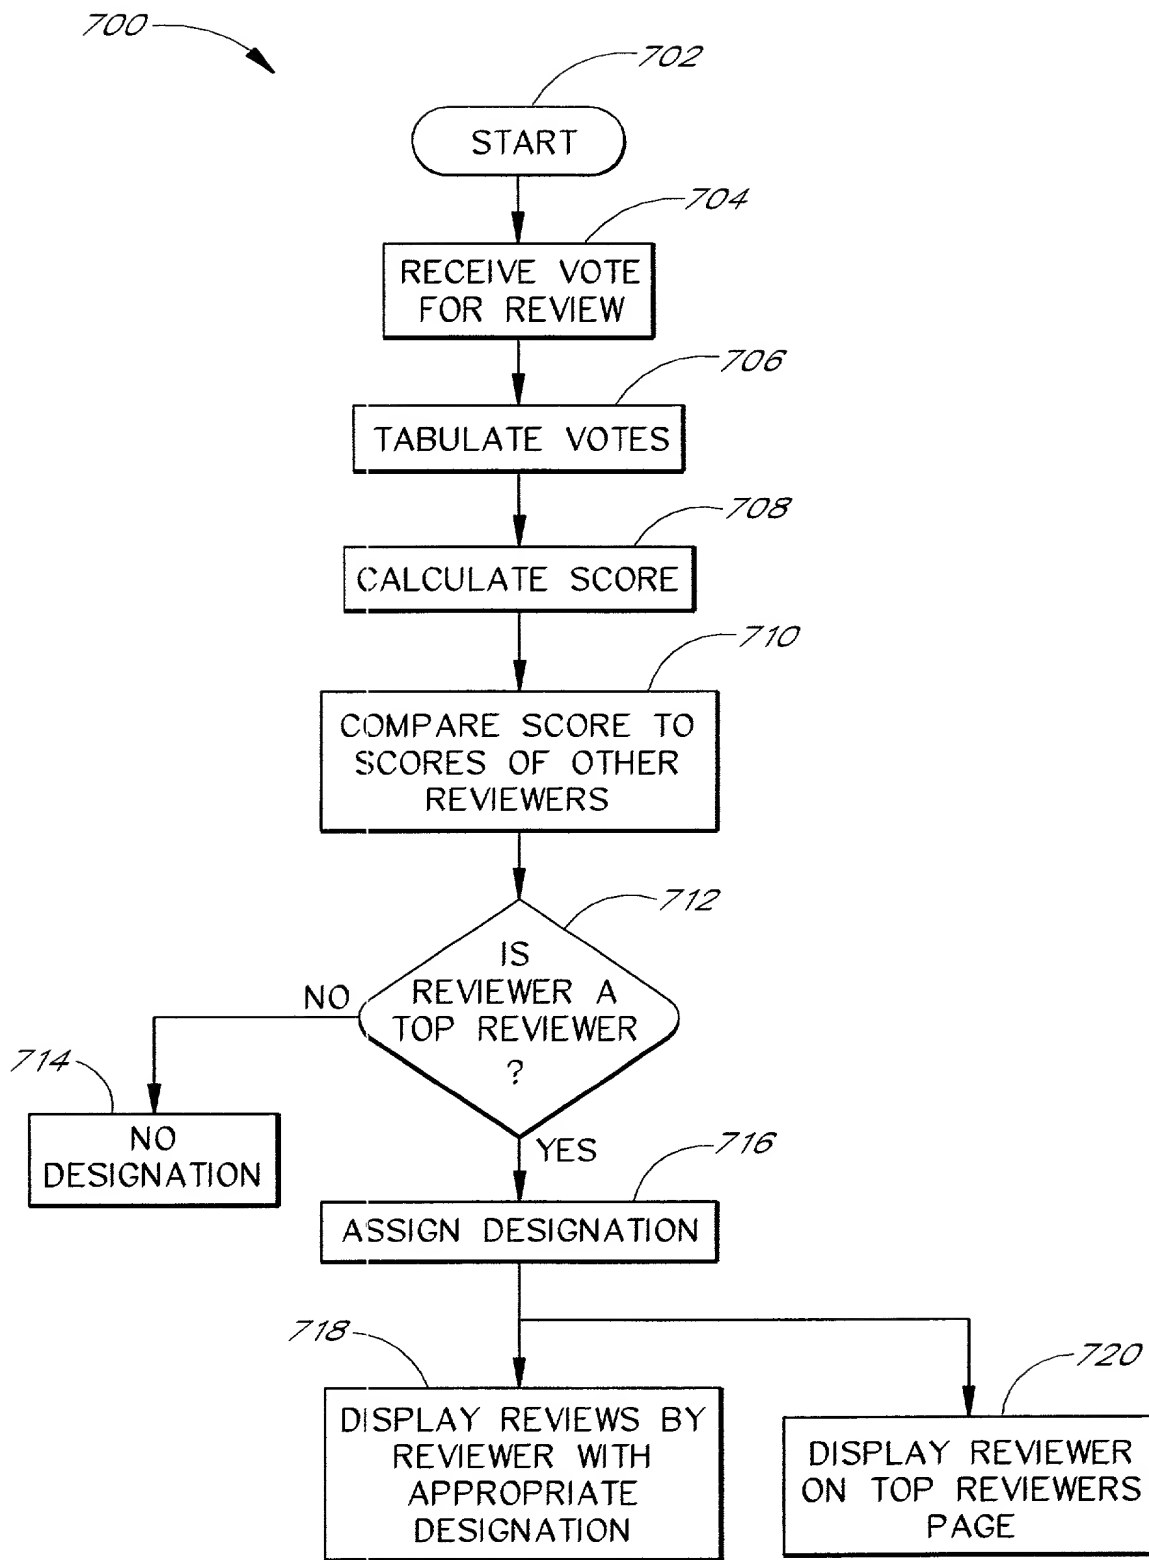 700
702
START
704
RECEIVE VOTE
FOR REVIEW
706
TABULATE VOTES
708
CALCULATE SCORE
710
COMPARE SCORE TO
SCORES OF OTHER
REVIEWERS
712
IS
REVIEWER A
TOP REVIEWER
?
NO
714
NO
DESIGNATION
YES
716
ASSIGN DESIGNATION
718
DISPLAY REVIEWS BY
REVIEWER WITH
APPROPRIATE
DESIGNATION
720
DISPLAY REVIEWER
ON TOP REVIEWERS
PAGE